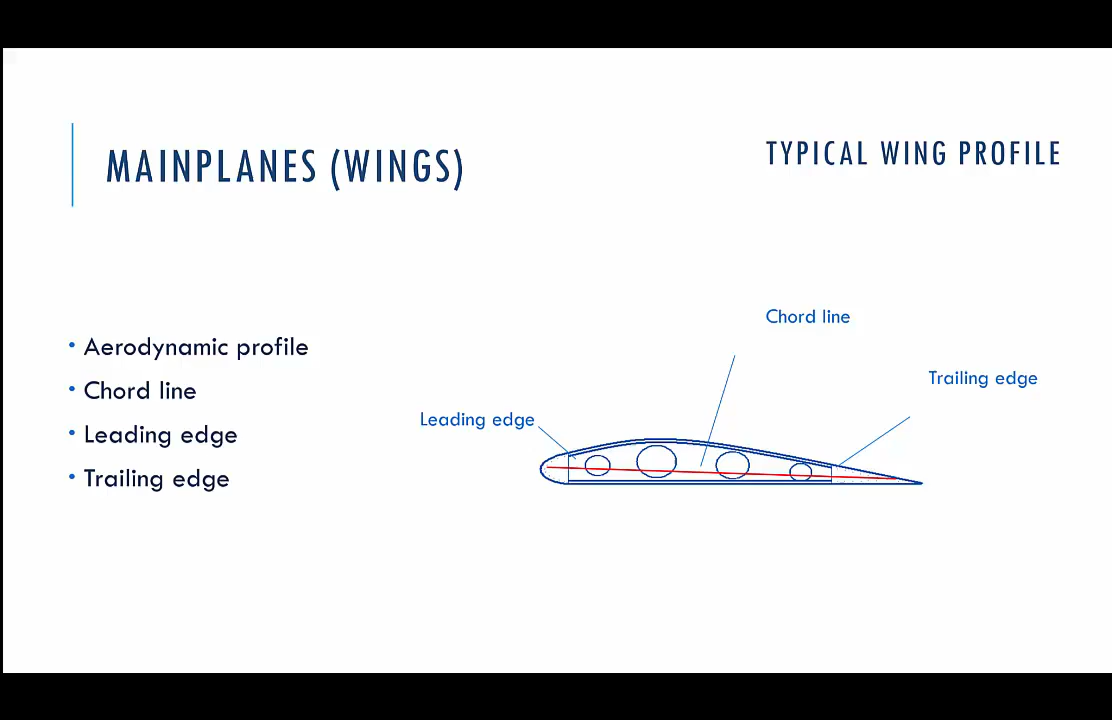 MAINPLANES (WINGS)
TYPICAL WING PROFILE
• Aerodynamic profile
• Chord line
• Leading edge
• Trailing edge
Chord line
Trailing edge
Leading edge